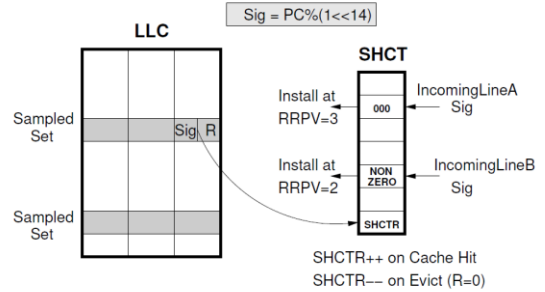 Sig = PC%(1<<14)
LLC
SHCT
Sampled
Set
Sig R
Sampled
Set
Install at
RRPV=3
000
IncomingLineA
Sig
Install at
RRPV=2
NON
ZERO
IncomingLineB
Sig
SHCTR
SHCTR++ on Cache Hit
SHCTR–– on Evict (R=0)